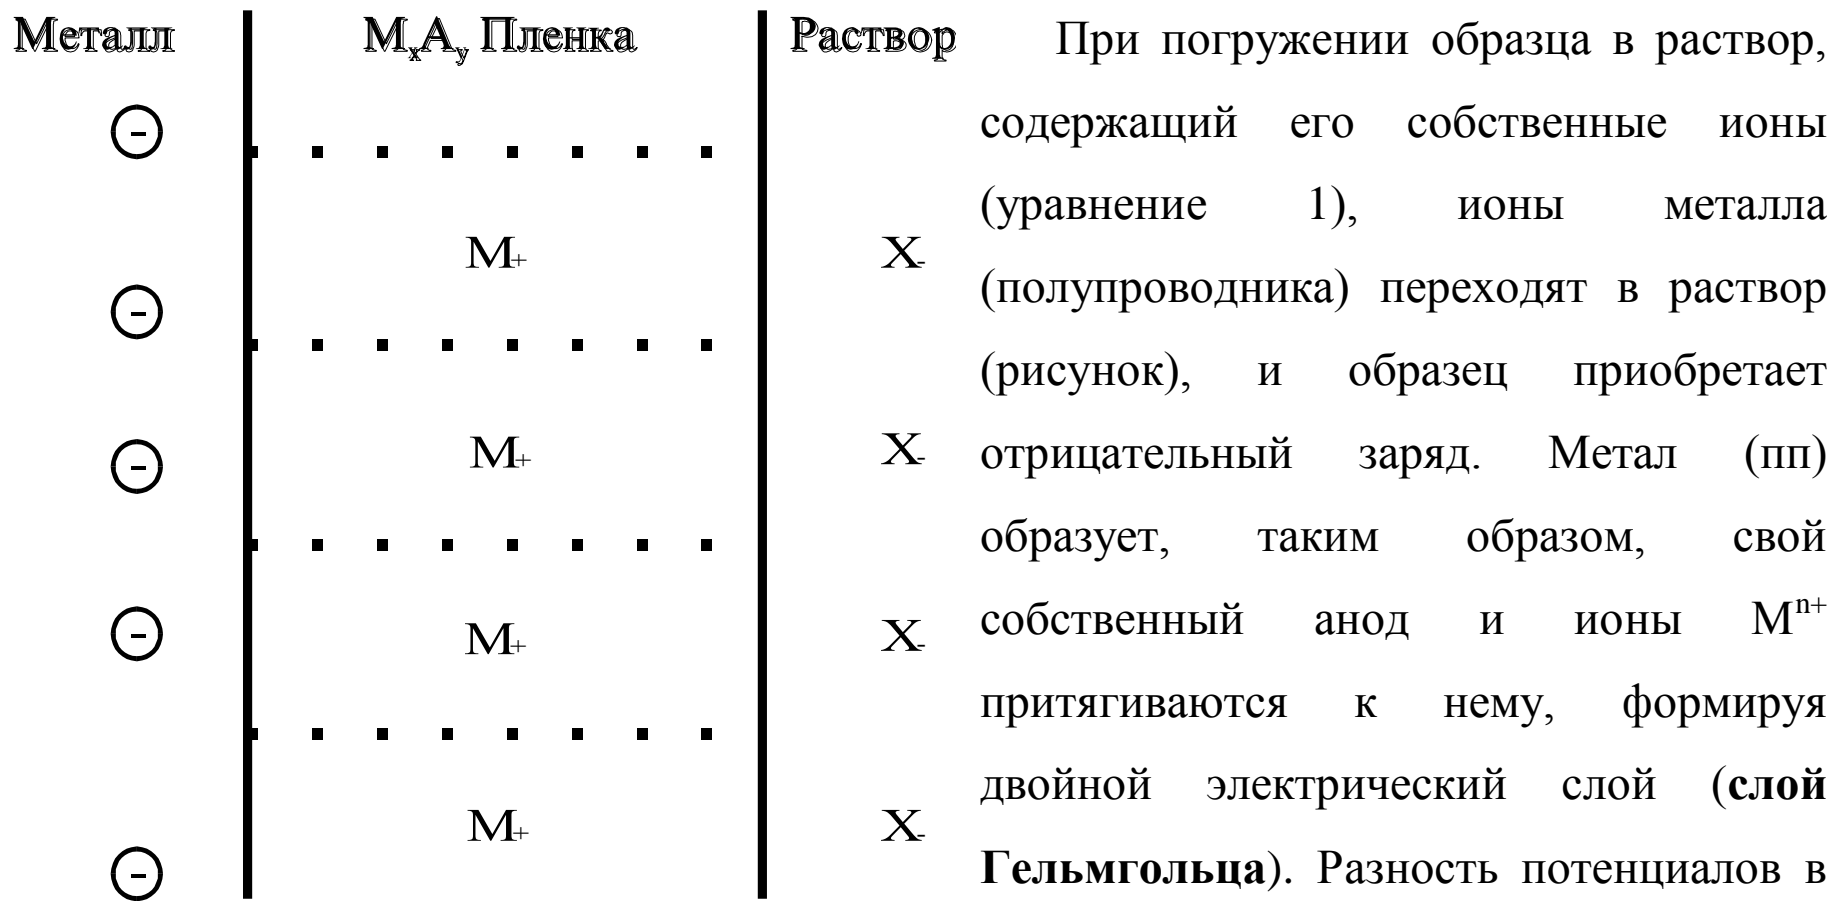 Металл MₓAᵧ Пленка Раствор
-
M+ X-
-
M+ X-
-
M+ X-
-
M+ X-
-
При погружении образца в раствор,
содержащий его собственные ионы
(уравнение 1), ионы металла
(полупроводника) переходят в раствор
(рисунок), и образец приобретает
отрицательный заряд. Метал (пп)
образует, таким образом, свой
собственный анод и ионы Mⁿ⁺
притягиваются к нему, формируя
двойной электрический слой (слой
Гельмгольца). Разность потенциалов в